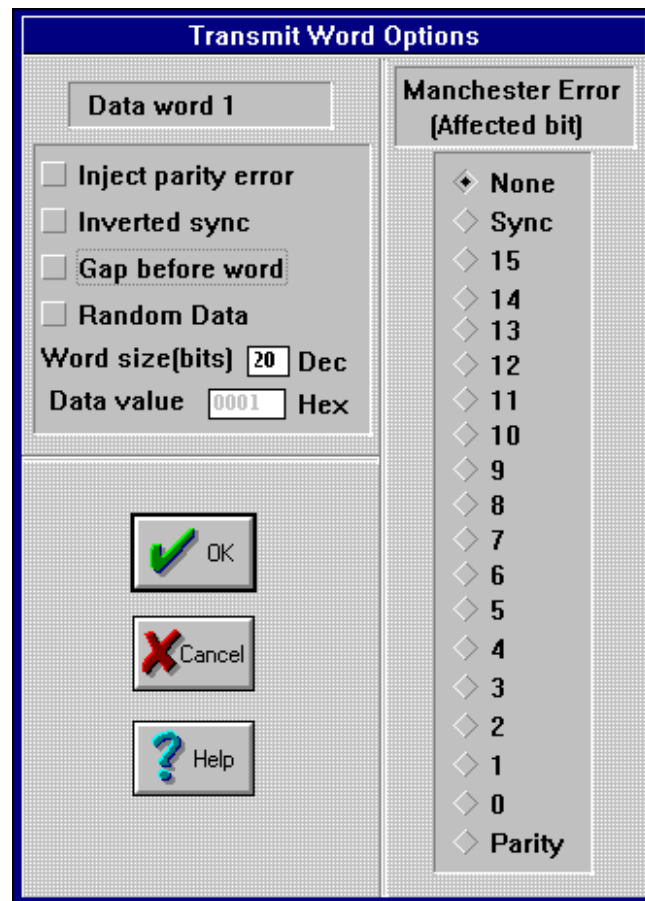 Transmit Word Options
Data word 1
Inject parity error
Inverted sync
Gap before word
Random Data
Word size(bits) 20 Dec
Data value 0001 Hex
OK
Cancel
Help
Manchester Error
(Affected bit)
None
Sync
15
14
13
12
11
10
9
8
7
6
5
4
3
2
1
0
Parity